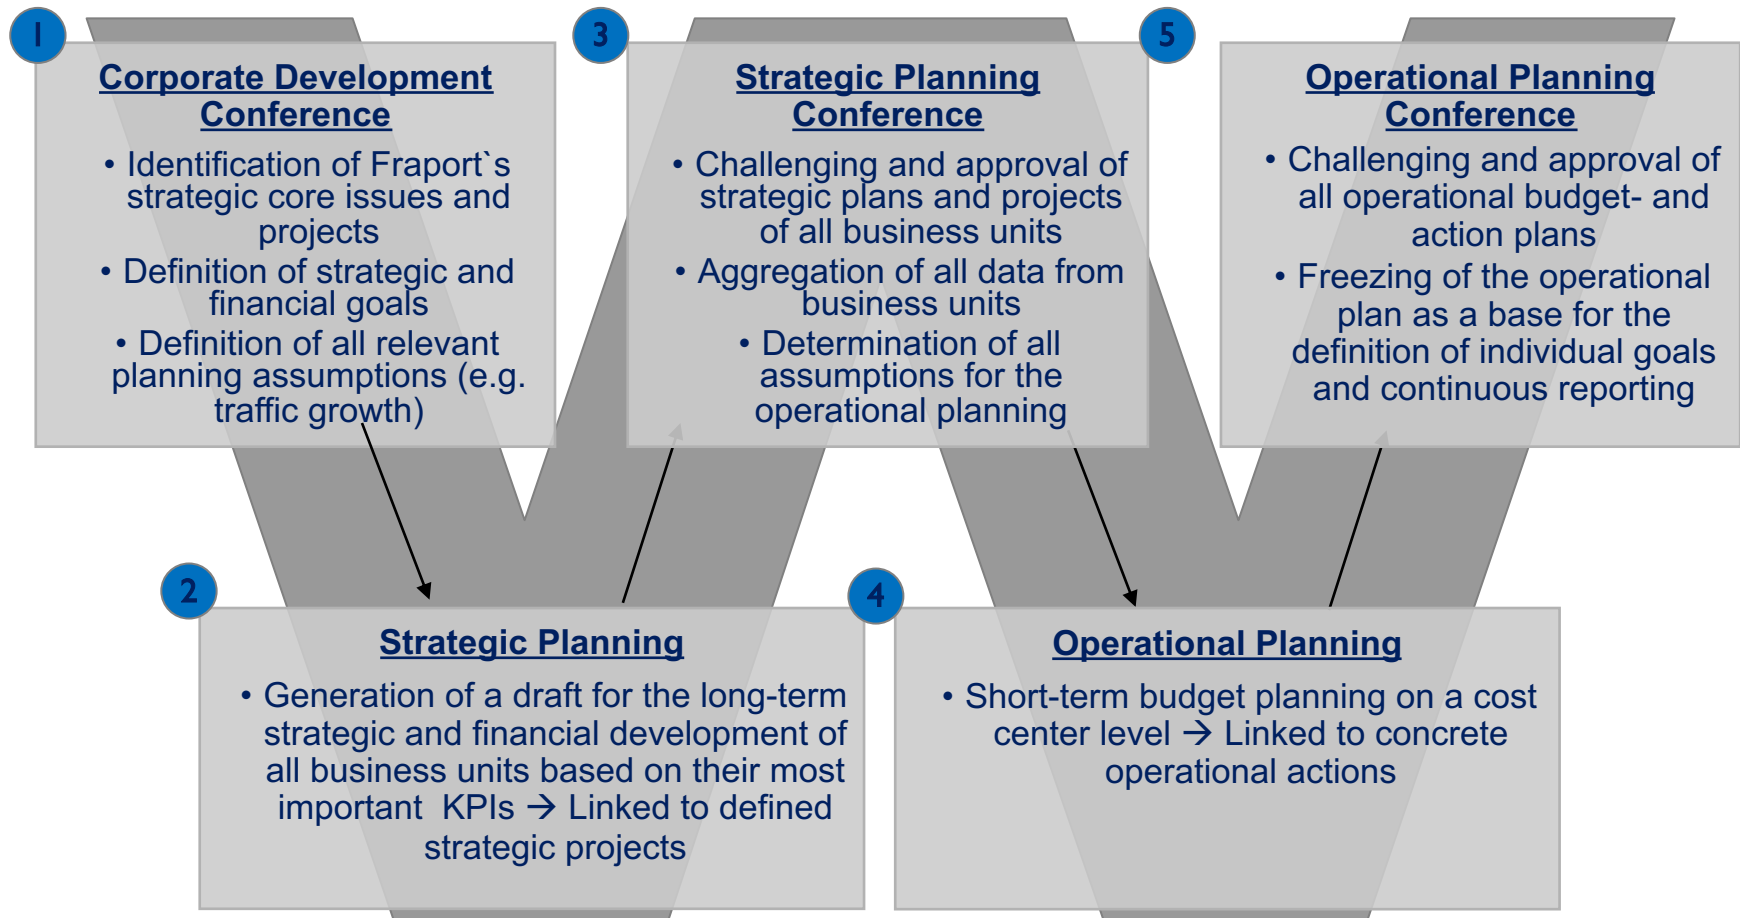 1
Corporate Development
Conference
• Identification of Fraport`s
strategic core issues and
projects
• Definition of strategic and
financial goals
• Definition of all relevant
planning assumptions (e.g.
traffic growth)
2
Strategic Planning
• Generation of a draft for the long-term
strategic and financial development of
all business units based on their most
important KPIs → Linked to defined
strategic projects
3
Strategic Planning
Conference
• Challenging and approval of
strategic plans and projects
of all business units
• Aggregation of all data from
business units
• Determination of all
assumptions for the
operational planning
4
Operational Planning
• Short-term budget planning on a cost
center level → Linked to concrete
operational actions
5
Operational Planning
Conference
• Challenging and approval of
all operational budget- and
action plans
• Freezing of the operational
plan as a base for the
definition of individual goals
and continuous reporting